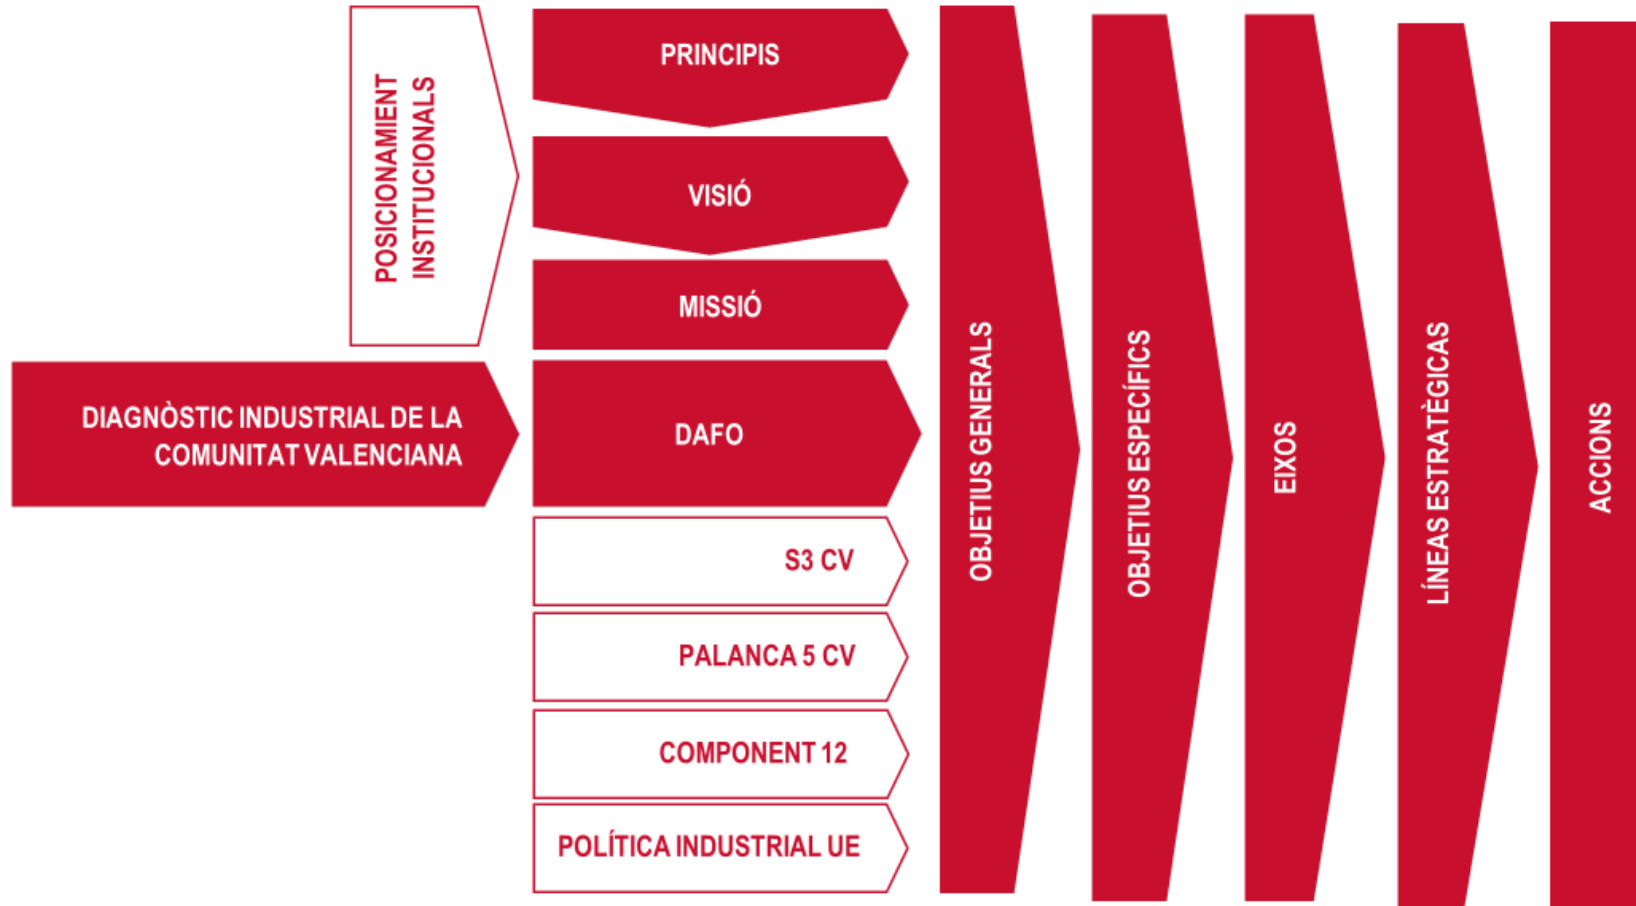 POSICIONAMIENT
INSTITUCIONALS
PRINCIPIS
VISIÓ
MISSIÓ
DIAGNÒSTIC INDUSTRIAL DE LA
COMUNITAT VALENCIANA
DAFO
S3 CV
PALANCA 5 CV
COMPONENT 12
POLÍTICA INDUSTRIAL UE
OBJETIUS GENERALS
OBJETIUS ESPECÍFICS
EIXOS
LÍNEAS ESTRATÈGICAS
ACCIONS